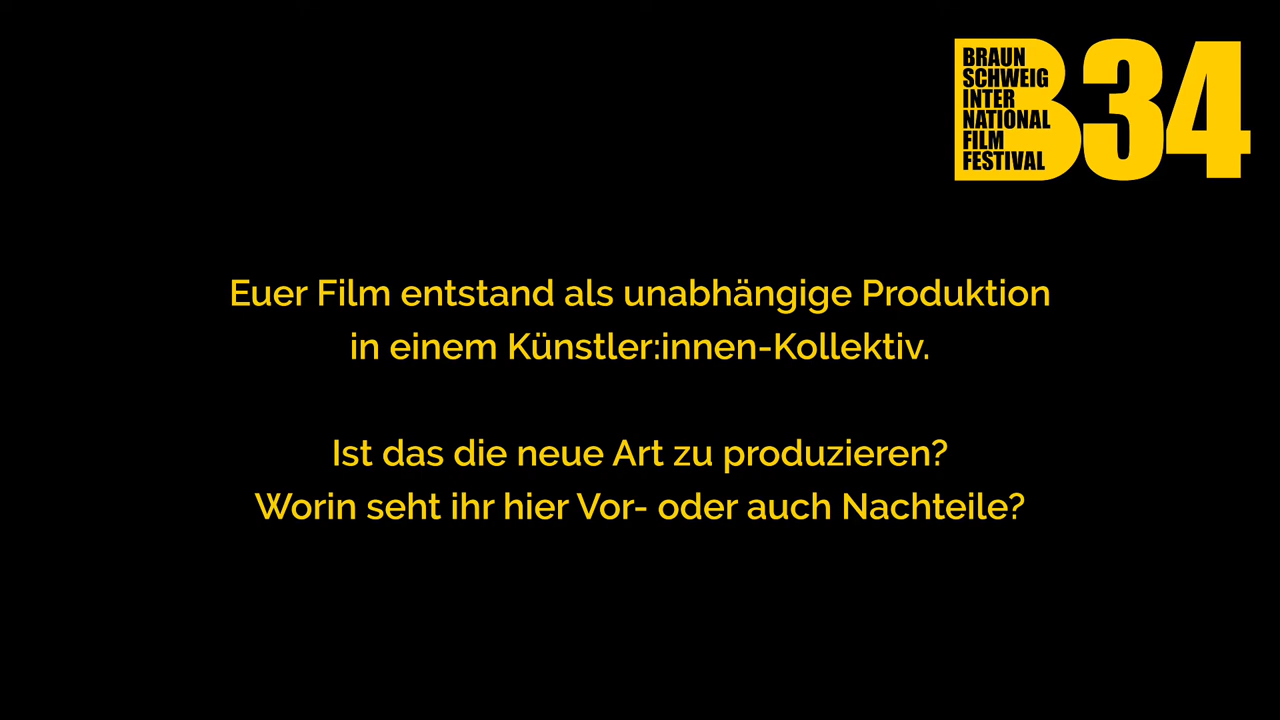 BRAUN
SCHWEIG
INTER
NATIONAL
FILM
FESTIVAL
B34
Euer Film entstand als unabhängige Produktion
in einem Künstler:innen-Kollektiv.
Ist das die neue Art zu produzieren?
Worin seht ihr hier Vor- oder auch Nachteile?